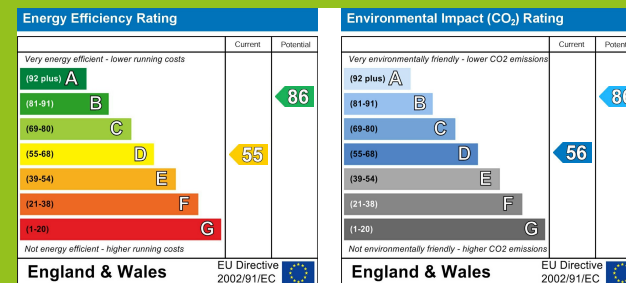 Energy Efficiency Rating
Current Potential
Very energy efficient - lower running costs
(92 plus) A
(81-91) B
86
(69-80) C
(55-68) D
55
(39-54) E
(21-38) F
(1-20) G
Not energy efficient - higher running costs
England & Wales
EU Directive
2002/91/EC
Environmental Impact (CO₂) Rating
Current Poten
Very environmentally friendly - lower CO2 emissions
(92 plus) A
(81-91) B
86
(69-80) C
(55-68) D
56
(39-54) E
(21-38) F
(1-20) G
Not environmentally friendly - higher CO2 emissions
England & Wales
EU Directive
2002/91/EC